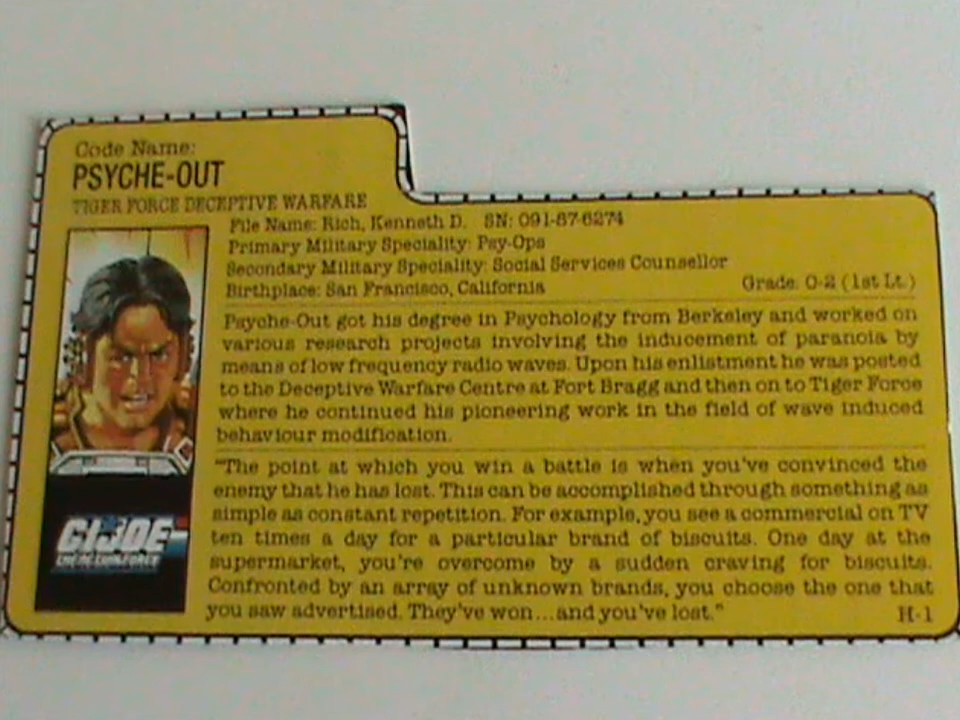 Code Name:
PSYCHE-OUT
TIGER FORCE DECEPTIVE WARFARE
File Name: Rich, Kenneth D. SN: 091-87-6274
Primary Military Speciality: Psy-Ops
Secondary Military Speciality: Social Services Counsellor
Birthplace: San Francisco, California Grade: O-2 (1st Lt.)
Psyche-Out got his degree in Psychology from Berkeley and worked on
various research projects involving the inducement of paranoia by
means of low frequency radio waves. Upon his enlistment he was posted
to the Deceptive Warfare Centre at Fort Bragg and then on to Tiger Force
where he continued his pioneering work in the field of wave induced
behaviour modification.
"The point at which you win a battle is when you've convinced the
enemy that he has lost. This can be accomplished through something as
simple as constant repetition. For example, you see a commercial on TV
ten times a day for a particular brand of biscuits. One day at the
supermarket, you're overcome by a sudden craving for biscuits.
Confronted by an array of unknown brands, you choose the one that
you saw advertised. They've won...and you've lost."
H-1
G.I. JOE
THE ACTION FORCE